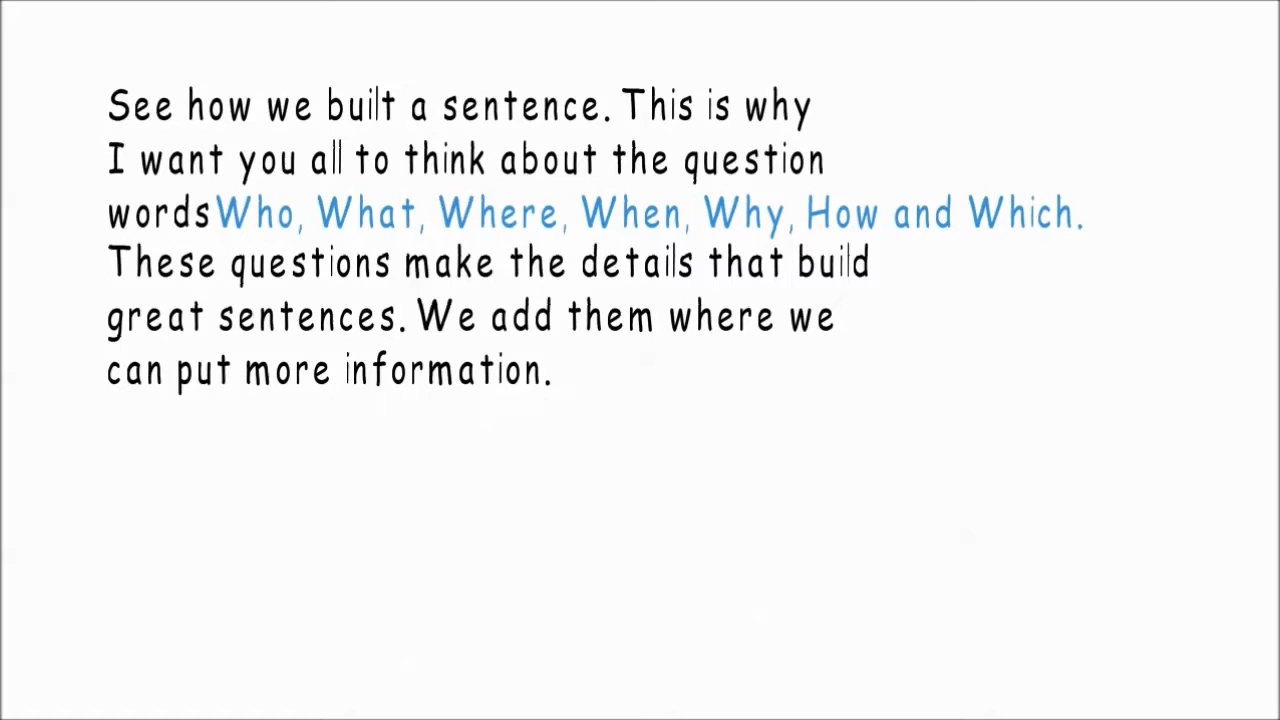 See how we built a sentence. This is why
I want you all to think about the question
words Who, What, Where, When, Why, How and Which.
These questions make the details that build
great sentences. We add them where we
can put more information.